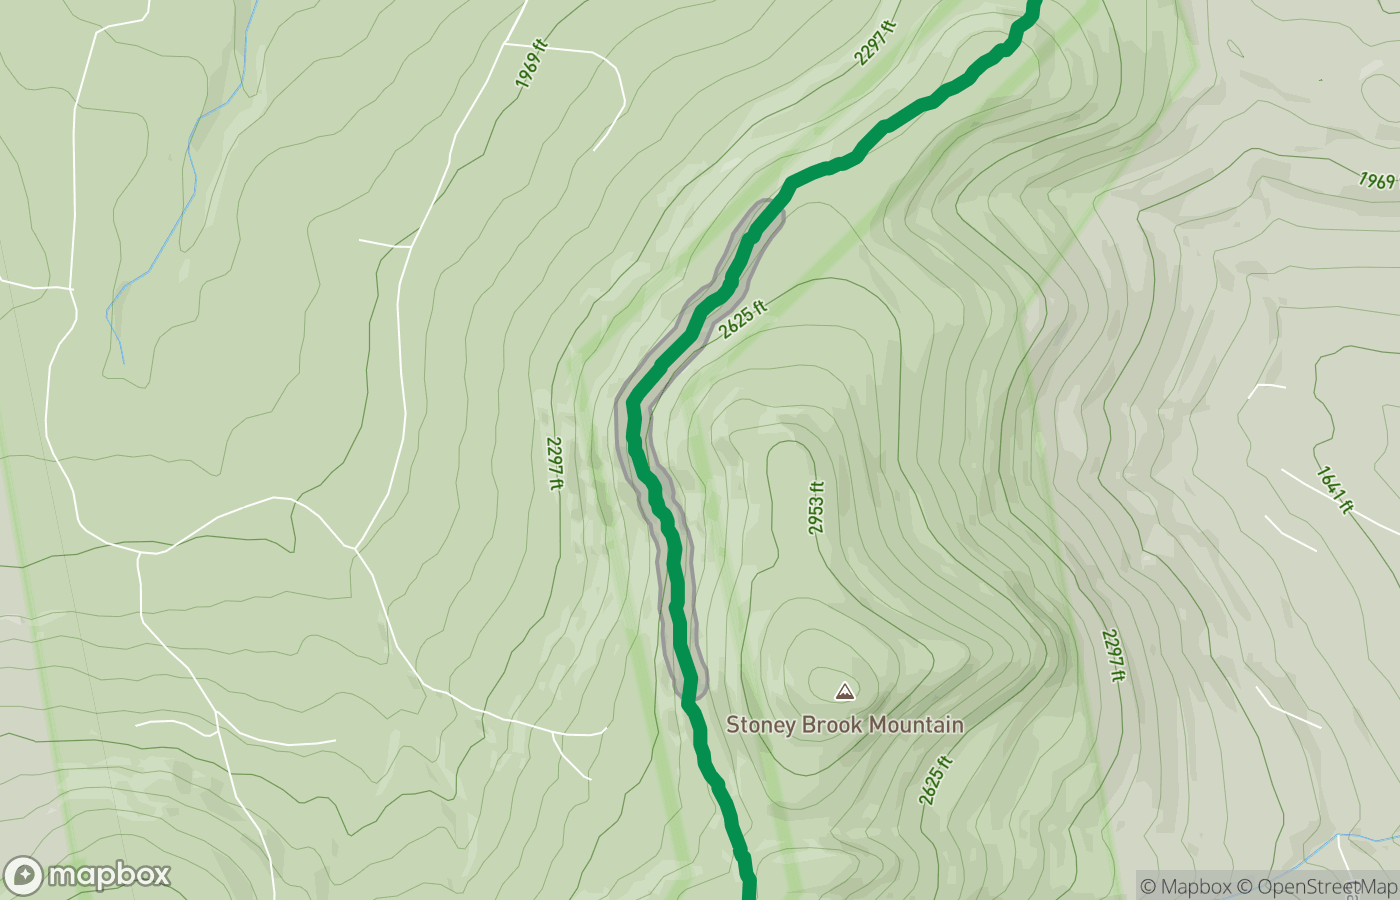 2297 ft
1969 ft
1969
2625 ft
2297 ft
2953 ft
1641 ft
2297 ft
Stoney Brook Mountain
2625 ft
mapbox
© Mapbox © OpenStreetMap